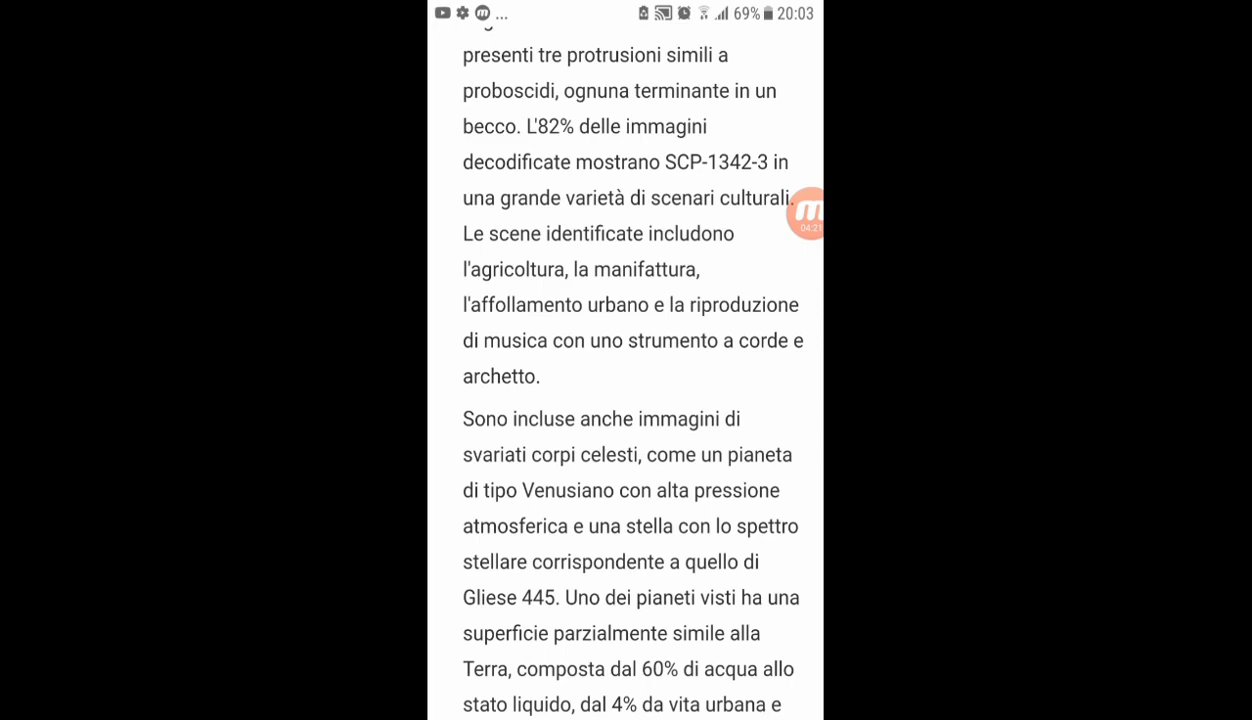 ... 69% 20:03
presenti tre protrusioni simili a
proboscidi, ognuna terminante in un
becco. L'82% delle immagini
decodificate mostrano SCP-1342-3 in
una grande varietà di scenari culturali.
04:21
Le scene identificate includono
l'agricoltura, la manifattura,
l'affollamento urbano e la riproduzione
di musica con uno strumento a corde e
archetto.
Sono incluse anche immagini di
svariati corpi celesti, come un pianeta
di tipo Venusiano con alta pressione
atmosferica e una stella con lo spettro
stellare corrispondente a quello di
Gliese 445. Uno dei pianeti visti ha una
superficie parzialmente simile alla
Terra, composta dal 60% di acqua allo
stato liquido, dal 4% da vita urbana e